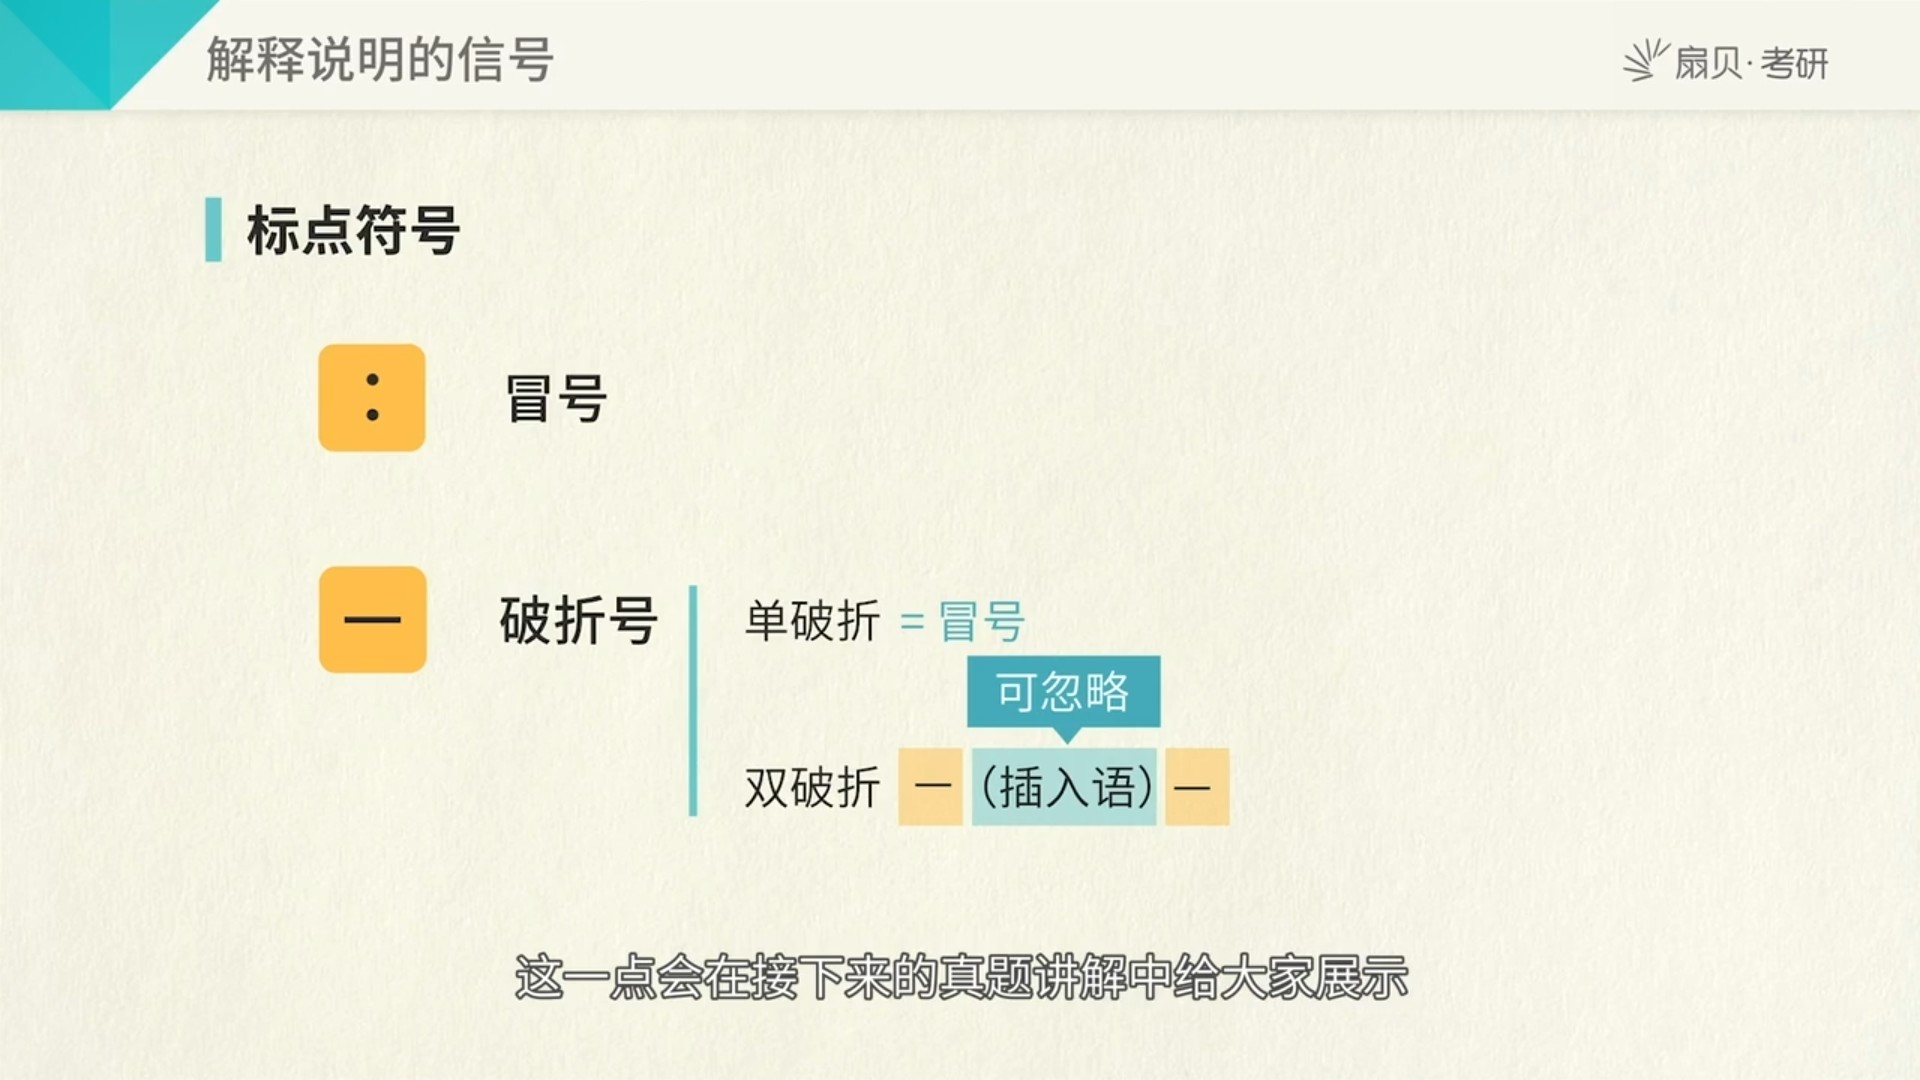 解释说明的信号
扇贝·考研
标点符号
: 冒号
— 破折号
单破折 = 冒号
可忽略
双破折 — (插入语) —
这一点会在接下来的真题讲解中给大家展示